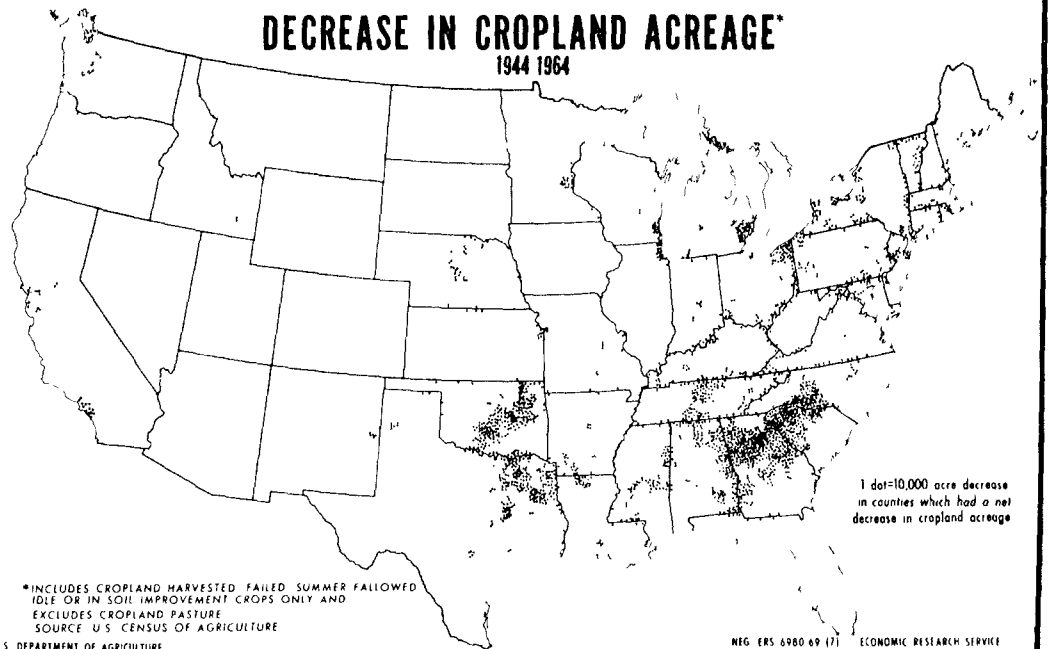 DECREASE IN CROPLAND ACREAGE*
1944 1964
1 dot=10,000 acre decrease
in counties which had a net
decrease in cropland acreage
*INCLUDES CROPLAND HARVESTED FAILED SUMMER FALLOWED
IDLE OR IN SOIL IMPROVEMENT CROPS ONLY AND
EXCLUDES CROPLAND PASTURE
SOURCE U S CENSUS OF AGRICULTURE
S DEPARTMENT OF AGRICULTURE
NEG ERS 6980 69 (7) ECONOMIC RESEARCH SERVICE